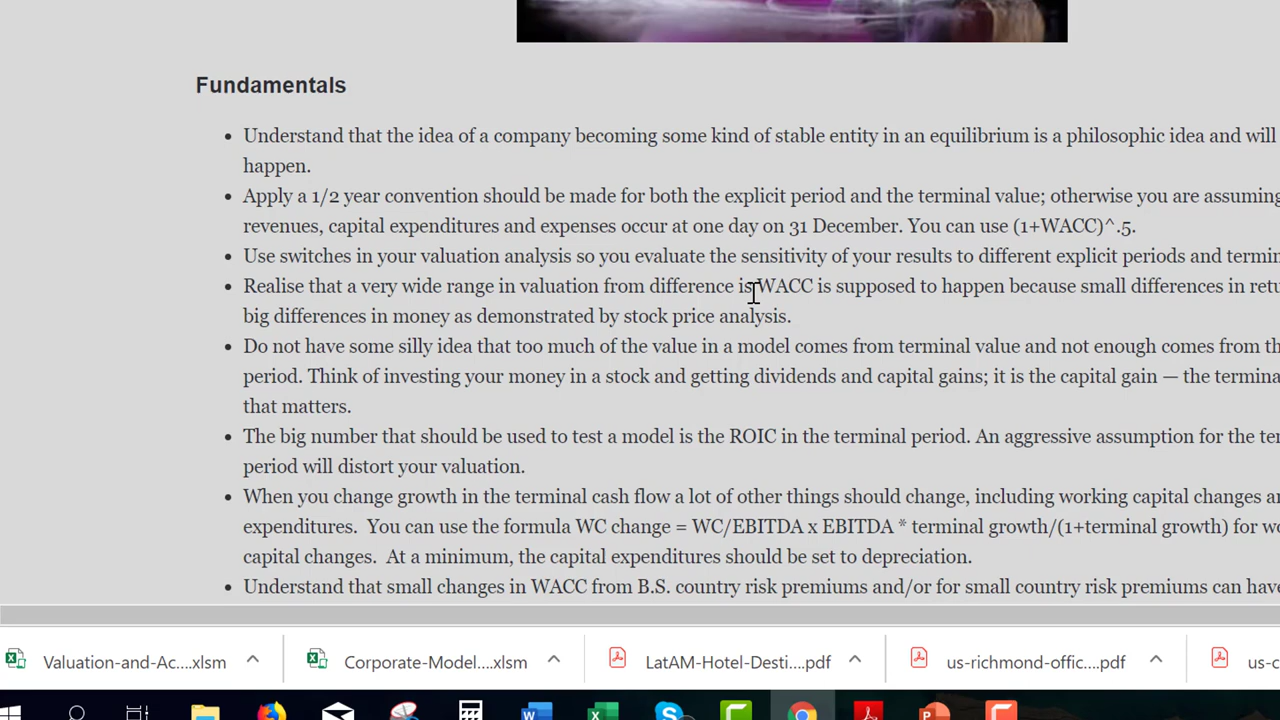 Fundamentals
Understand that the idea of a company becoming some kind of stable entity in an equilibrium is a philosophic idea and will
happen.
Apply a 1/2 year convention should be made for both the explicit period and the terminal value; otherwise you are assuming
revenues, capital expenditures and expenses occur at one day on 31 December. You can use (1+WACC)^.5.
Use switches in your valuation analysis so you evaluate the sensitivity of your results to different explicit periods and
Realise that a very wide range in valuation from difference is WACC is supposed to happen because small differences in
big differences in money as demonstrated by stock price analysis.
Do not have some silly idea that too much of the value in a model comes from terminal value and not enough comes from
period. Think of investing your money in a stock and getting dividends and capital gains; it is the capital gain — the
that matters.
The big number that should be used to test a model is the ROIC in the terminal period. An aggressive assumption for the
period will distort your valuation.
When you change growth in the terminal cash flow a lot of other things should change, including working capital changes
expenditures. You can use the formula WC change = WC/EBITDA x EBITDA * terminal growth/(1+terminal growth) for
capital changes. At a minimum, the capital expenditures should be set to depreciation.
Understand that small changes in WACC from B.S. country risk premiums and/or for small country risk premiums can have
Valuation-and-Ac....xlsm
Corporate-Model....xlsm
LatAM-Hotel-Desti....pdf
us-richmond-offic....pdf